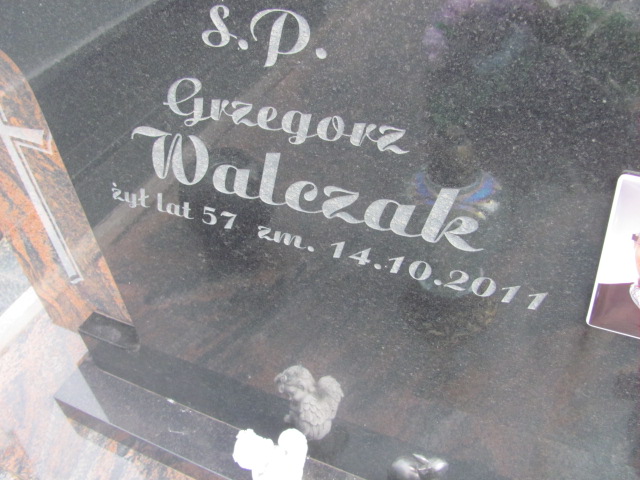 Ś.P.
Grzegorz
Walczak
żył lat 57 zm. 14.10.2011